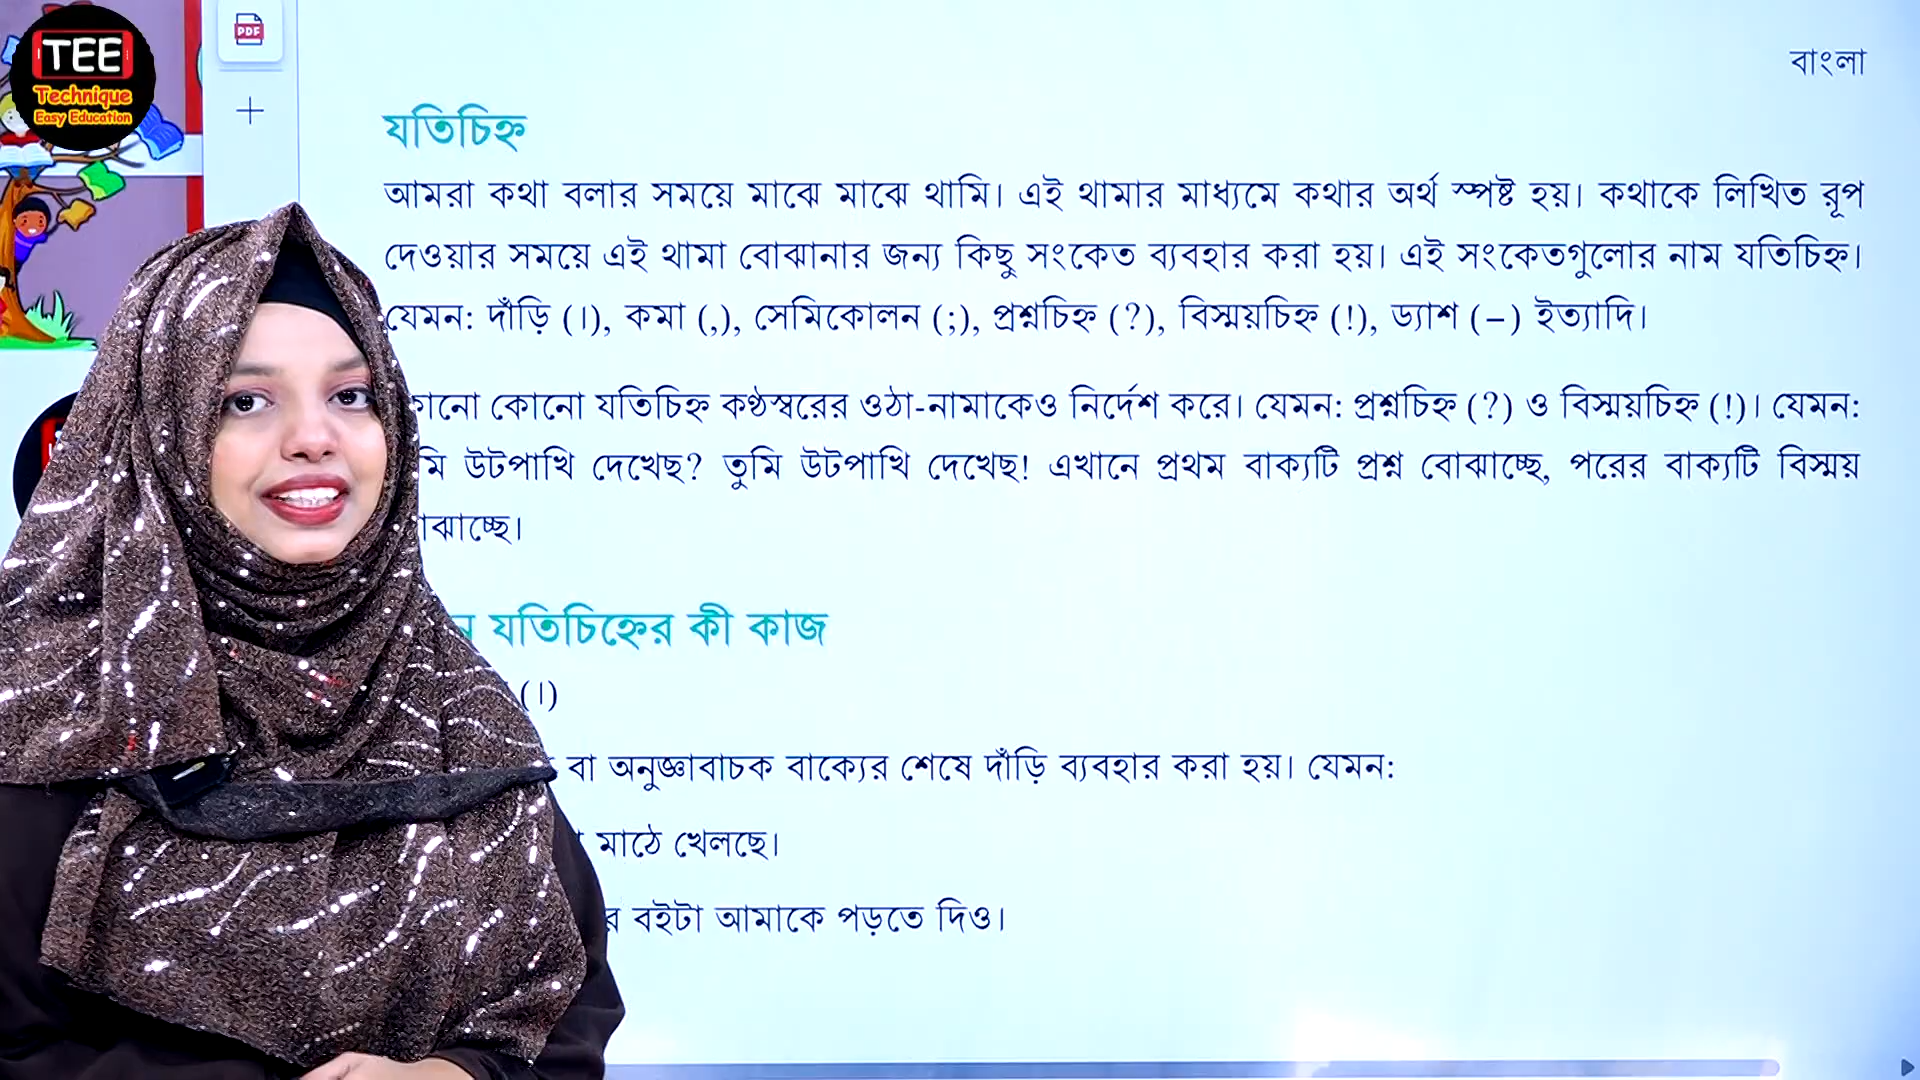 TEE
Technique
Easy Education
PDF
বাংলা
যতিচিহ্ন
আমরা কথা বলার সময়ে মাঝে মাঝে থামি। এই থামার মাধ্যমে কথার অর্থ স্পষ্ট হয়। কথাকে লিখিত রূপ
দেওয়ার সময়ে এই থামা বোঝানার জন্য কিছু সংকেত ব্যবহার করা হয়। এই সংকেতগুলোর নাম যতিচিহ্ন।
যেমন: দাঁড়ি (।), কমা (,), সেমিকোলন (;), প্রশ্নচিহ্ন (?), বিস্ময়চিহ্ন (!), ড্যাশ (–) ইত্যাদি।
কোনো যতিচিহ্ন কণ্ঠস্বরের ওঠা-নামাকেও নির্দেশ করে। যেমন: প্রশ্নচিহ্ন (?) ও বিস্ময়চিহ্ন (!)। যেমন:
উটপাখি দেখেছ? তুমি উটপাখি দেখেছ! এখানে প্রথম বাক্যটি প্রশ্ন বোঝাচ্ছে, পরের বাক্যটি বিস্ময়
যতিচিহ্নের কী কাজ
(।)
বা অনুজ্ঞাবাচক বাক্যের শেষে দাঁড়ি ব্যবহার করা হয়। যেমন:
মাঠে খেলছে।
বইটা আমাকে পড়তে দিও।